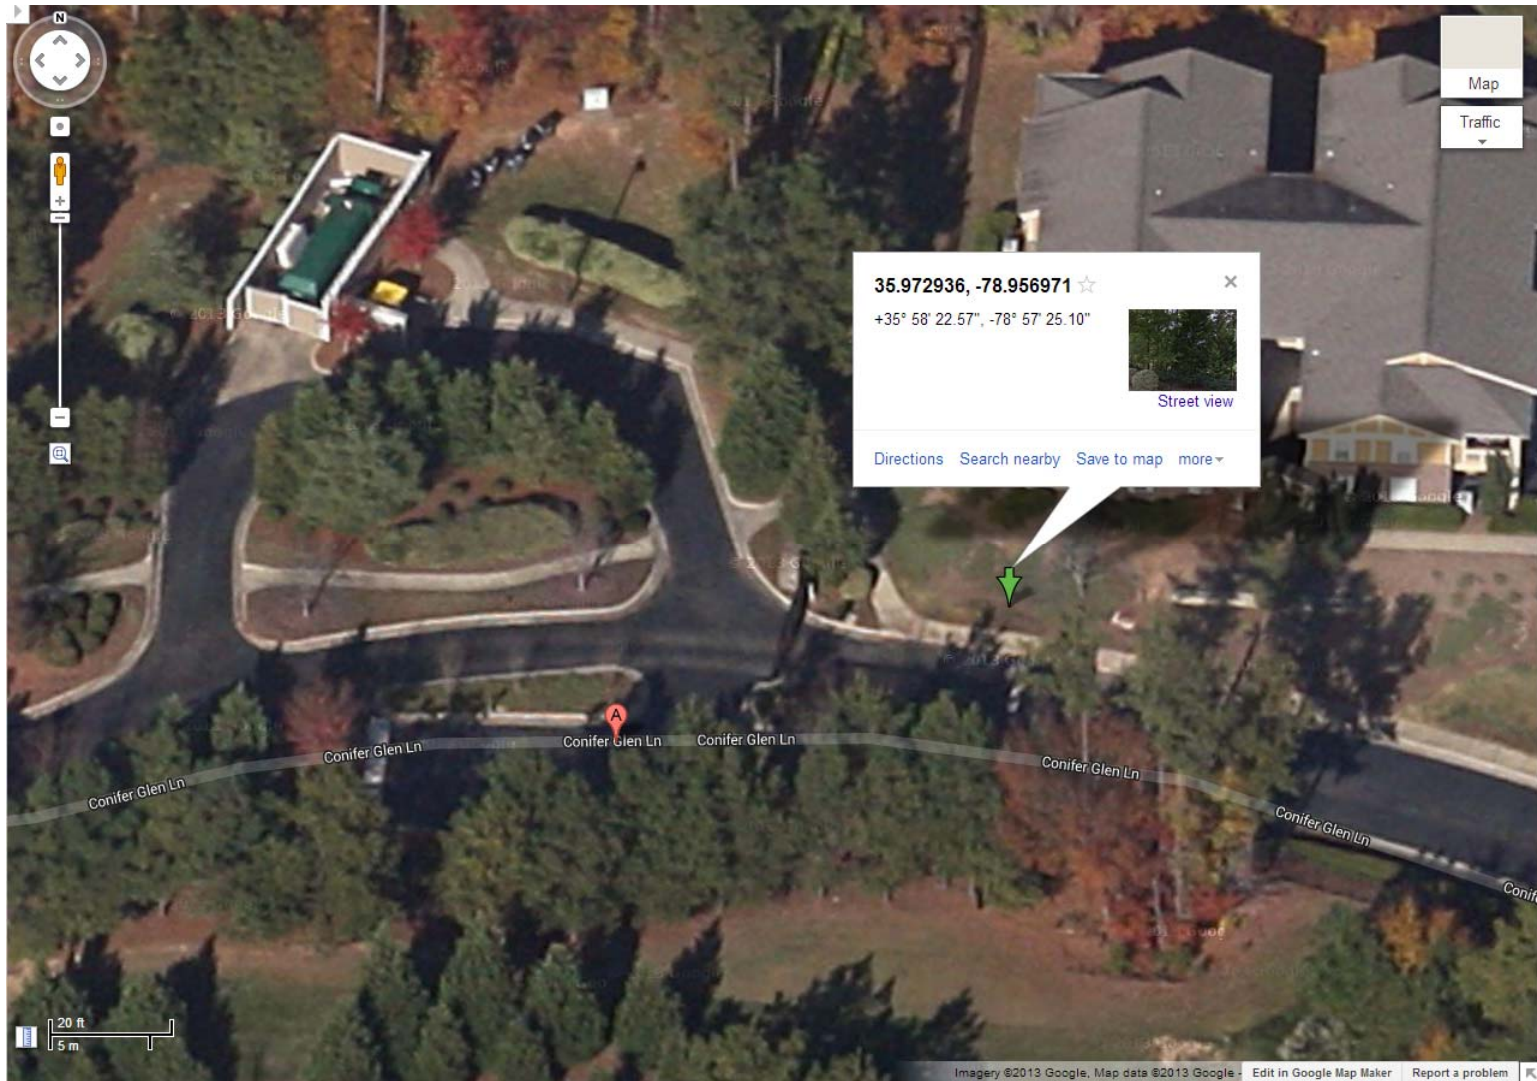 N
Map
Traffic
35.972936, -78.956971
+35° 58' 22.57", -78° 57' 25.10"
Street view
Directions Search nearby Save to map more
A
Conifer Glen Ln
Conifer Glen Ln
Conifer Glen Ln
Conifer Glen Ln
Conifer Glen Ln
Conifer Glen Ln
Conif
20 ft
5 m
Imagery ©2013 Google, Map data ©2013 Google - Edit in Google Map Maker Report a problem